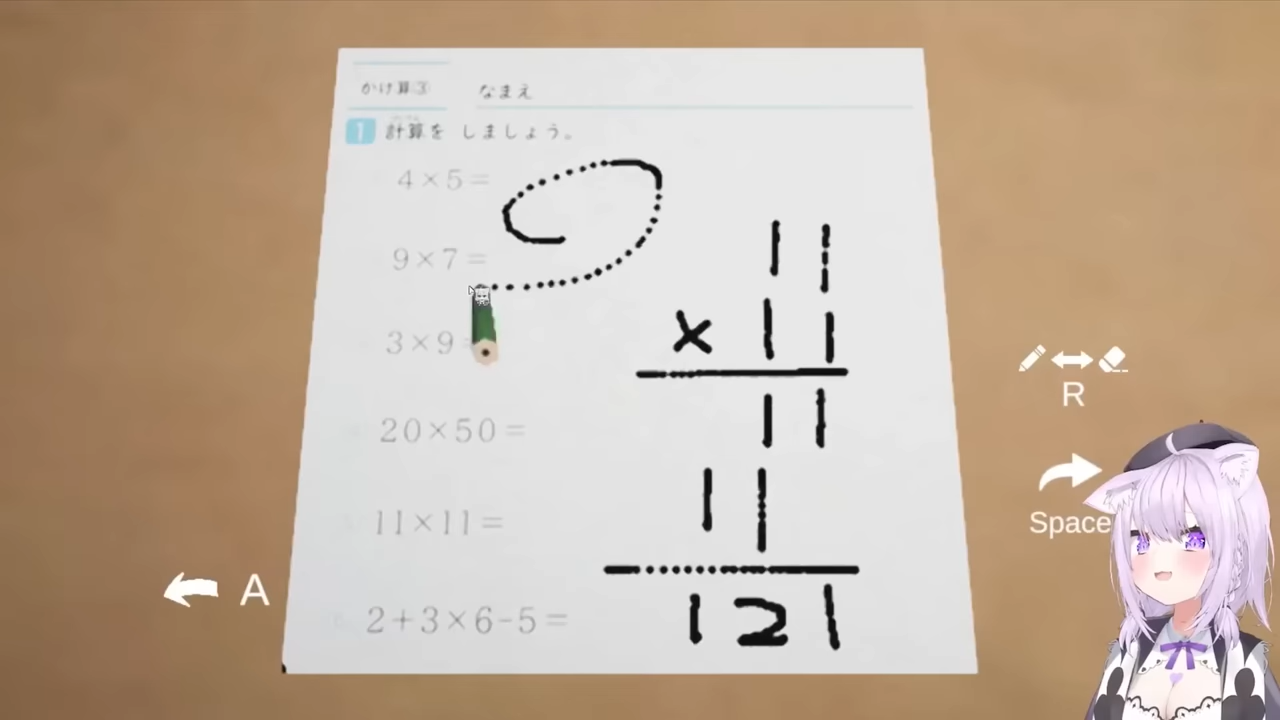 かけ算③ なまえ
1 計算を しましょう。
4×5=
9×7=
3×9
20×50=
11×11=
2+3×6-5=
11
×11
11
11
121
R
Space
A